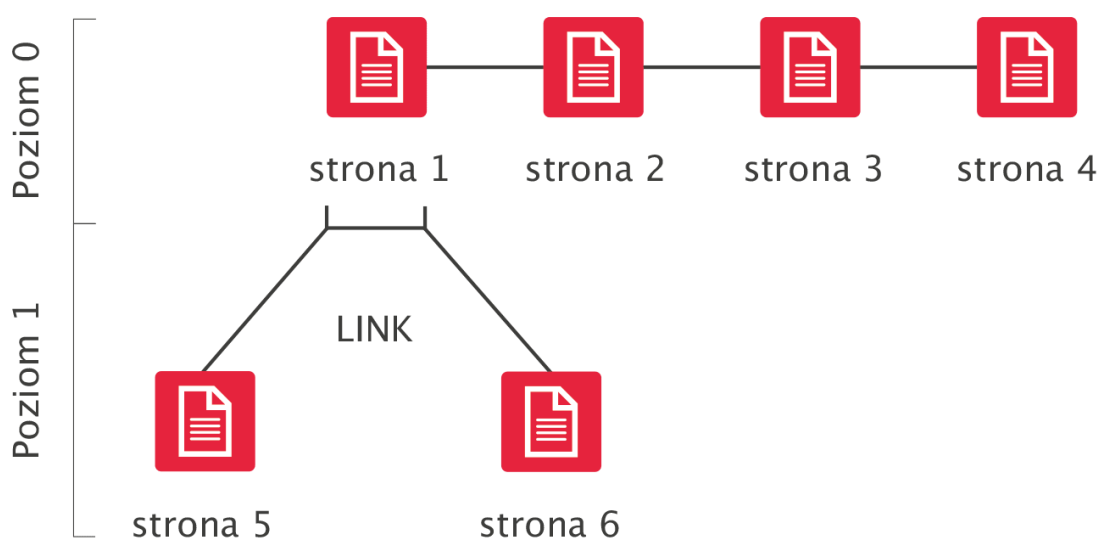 Poziom 0
strona 1
strona 2
strona 3
strona 4
Poziom 1
LINK
strona 5
strona 6